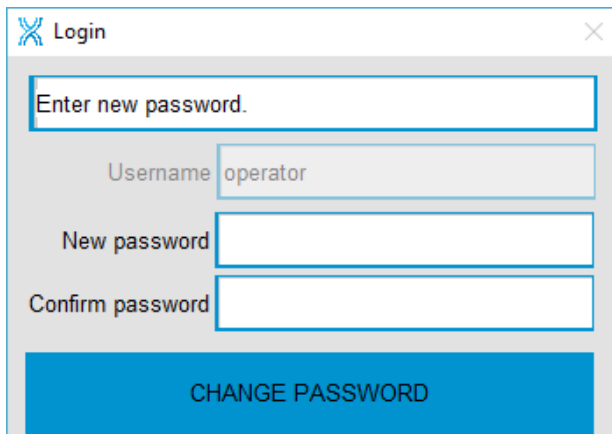 Login
Enter new password.
Username operator
New password
Confirm password
CHANGE PASSWORD